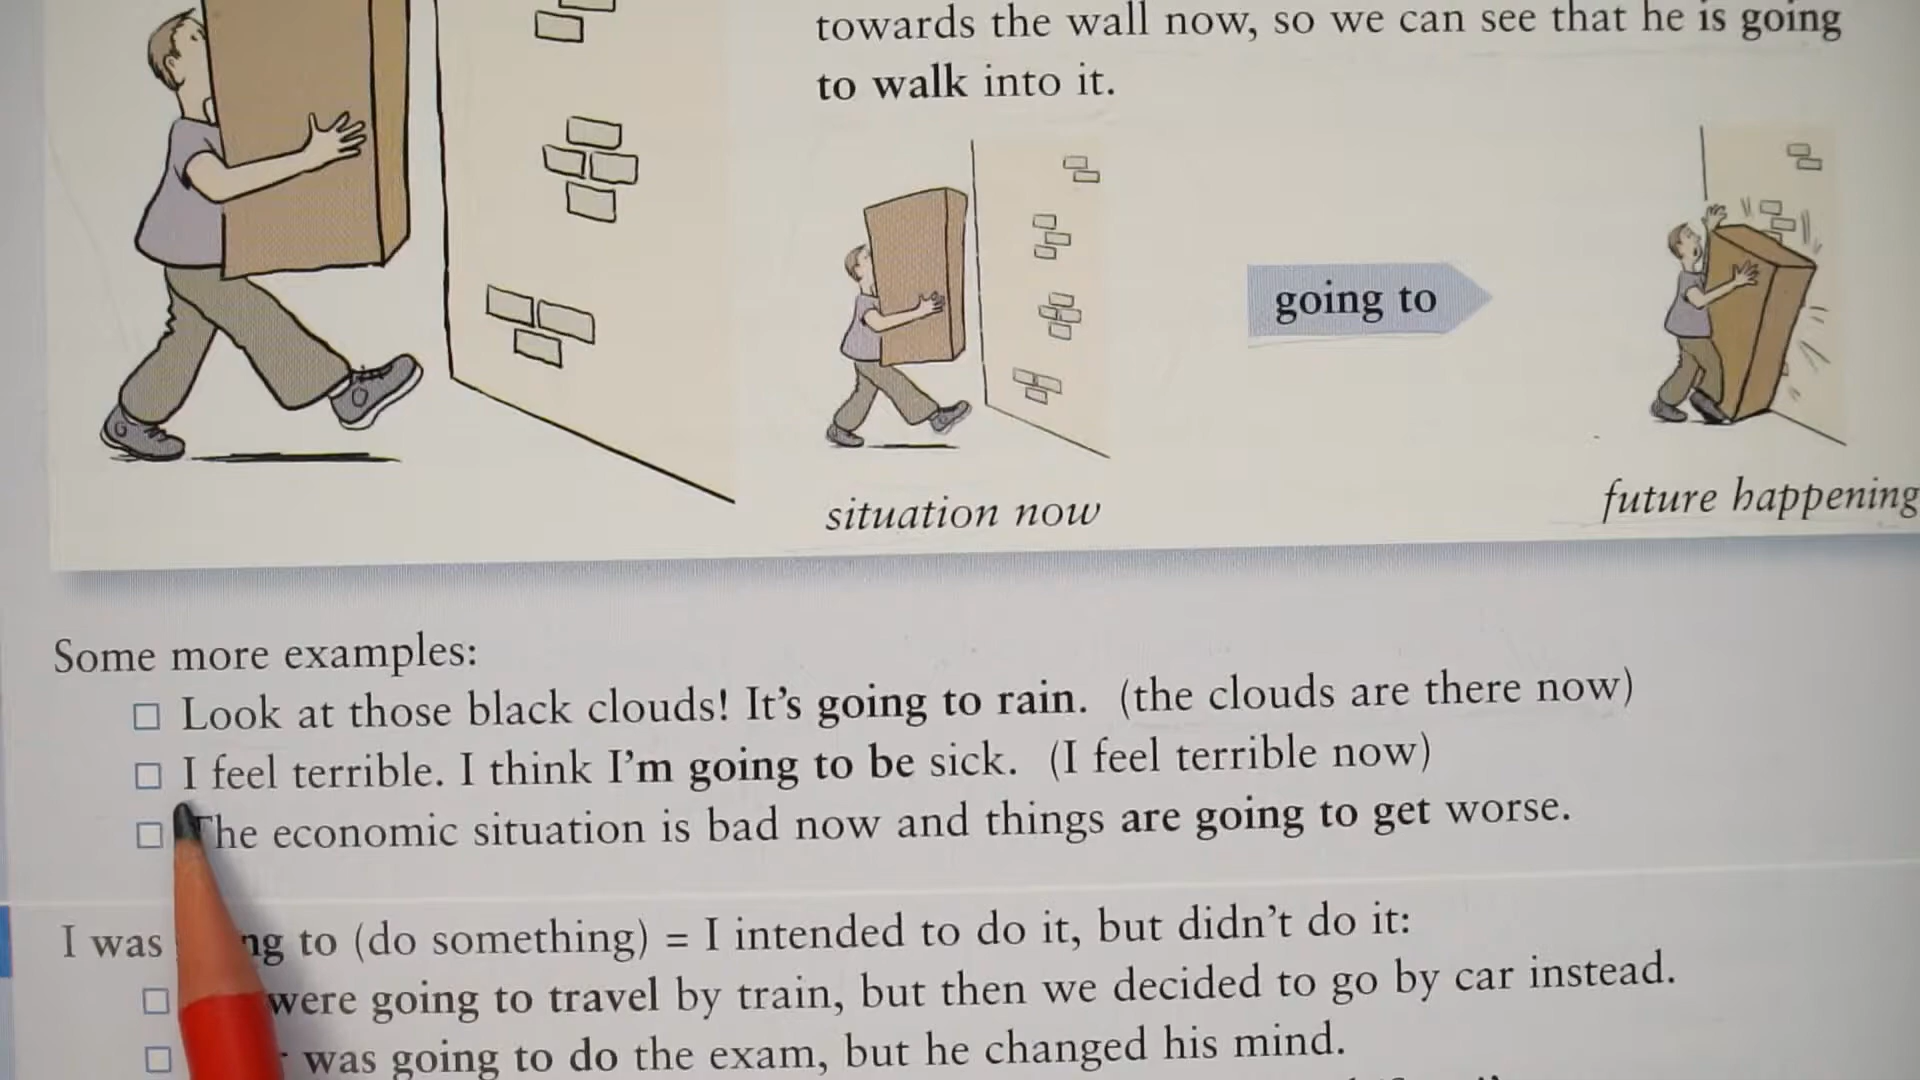 towards the wall now, so we can see that he is going
to walk into it.
going to
situation now
future happening
Some more examples:
Look at those black clouds! It's going to rain. (the clouds are there now)
I feel terrible. I think I'm going to be sick. (I feel terrible now)
The economic situation is bad now and things are going to get worse.
I was to (do something) = I intended to do it, but didn't do it:
were going to travel by train, but then we decided to go by car instead.
was going to do the exam, but he changed his mind.